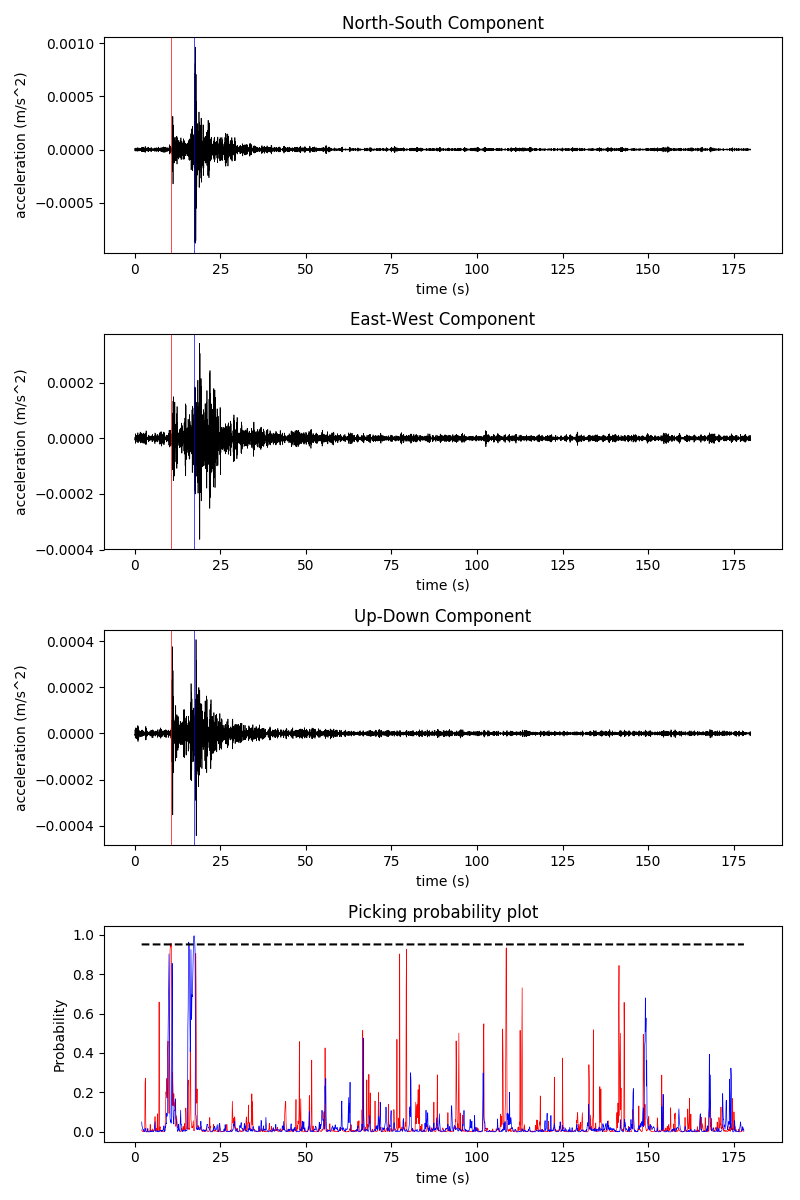 North-South Component
0.0010
0.0005
0.0000
−0.0005
acceleration (m/s^2)
0 25 50 75 100 125 150 175
time (s)
East-West Component
0.0002
0.0000
−0.0002
−0.0004
acceleration (m/s^2)
0 25 50 75 100 125 150 175
time (s)
Up-Down Component
0.0004
0.0002
0.0000
−0.0002
−0.0004
acceleration (m/s^2)
0 25 50 75 100 125 150 175
time (s)
Picking probability plot
1.0
0.8
0.6
0.4
0.2
0.0
Probability
0 25 50 75 100 125 150 175
time (s)